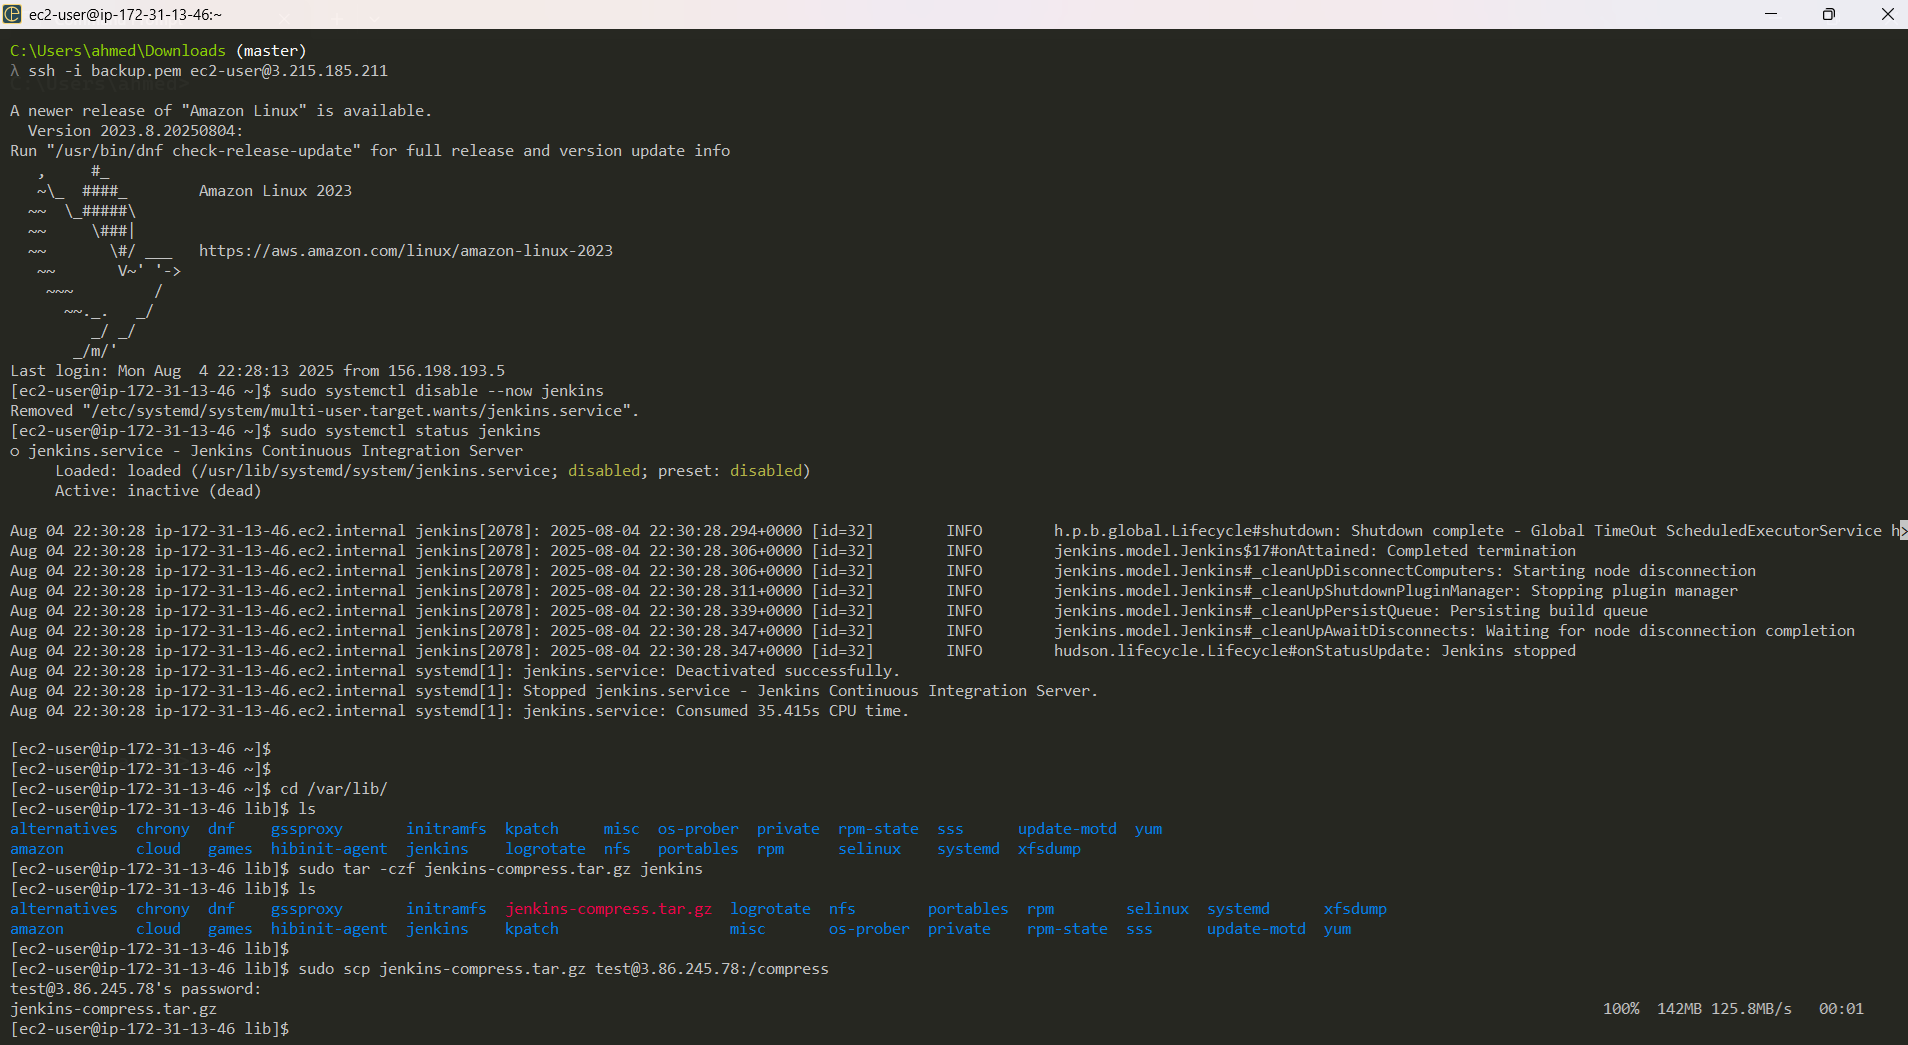 ec2-user@ip-172-31-13-46:~
C:\Users\ahmed\Downloads (master)
λ ssh -i backup.pem ec2-user@3.215.185.211
A newer release of "Amazon Linux" is available.
  Version 2023.8.20250804:
Run "/usr/bin/dnf check-release-update" for full release and version update info
   ,     #_
   ~\_  ####_        Amazon Linux 2023
  ~~  \_#####\
  ~~     \###|
  ~~       \#/ ___   https://aws.amazon.com/linux/amazon-linux-2023
   ~~       V~' '->
    ~~~         /
      ~~._.   _/
         _/ _/
       _/m/'
Last login: Mon Aug  4 22:28:13 2025 from 156.198.193.5
[ec2-user@ip-172-31-13-46 ~]$ sudo systemctl disable --now jenkins
Removed "/etc/systemd/system/multi-user.target.wants/jenkins.service".
[ec2-user@ip-172-31-13-46 ~]$ sudo systemctl status jenkins
o jenkins.service - Jenkins Continuous Integration Server
     Loaded: loaded (/usr/lib/systemd/system/jenkins.service; disabled; preset: disabled)
     Active: inactive (dead)
Aug 04 22:30:28 ip-172-31-13-46.ec2.internal jenkins[2078]: 2025-08-04 22:30:28.294+0000 [id=32]        INFO        h.p.b.global.Lifecycle#shutdown: Shutdown complete - Global TimeOut ScheduledExecutorService h>
Aug 04 22:30:28 ip-172-31-13-46.ec2.internal jenkins[2078]: 2025-08-04 22:30:28.306+0000 [id=32]        INFO        jenkins.model.Jenkins$17#onAttained: Completed termination
Aug 04 22:30:28 ip-172-31-13-46.ec2.internal jenkins[2078]: 2025-08-04 22:30:28.306+0000 [id=32]        INFO        jenkins.model.Jenkins#_cleanUpDisconnectComputers: Starting node disconnection
Aug 04 22:30:28 ip-172-31-13-46.ec2.internal jenkins[2078]: 2025-08-04 22:30:28.311+0000 [id=32]        INFO        jenkins.model.Jenkins#_cleanUpShutdownPluginManager: Stopping plugin manager
Aug 04 22:30:28 ip-172-31-13-46.ec2.internal jenkins[2078]: 2025-08-04 22:30:28.339+0000 [id=32]        INFO        jenkins.model.Jenkins#_cleanUpPersistQueue: Persisting build queue
Aug 04 22:30:28 ip-172-31-13-46.ec2.internal jenkins[2078]: 2025-08-04 22:30:28.347+0000 [id=32]        INFO        jenkins.model.Jenkins#_cleanUpAwaitDisconnects: Waiting for node disconnection completion
Aug 04 22:30:28 ip-172-31-13-46.ec2.internal jenkins[2078]: 2025-08-04 22:30:28.347+0000 [id=32]        INFO        hudson.lifecycle.Lifecycle#onStatusUpdate: Jenkins stopped
Aug 04 22:30:28 ip-172-31-13-46.ec2.internal systemd[1]: jenkins.service: Deactivated successfully.
Aug 04 22:30:28 ip-172-31-13-46.ec2.internal systemd[1]: Stopped jenkins.service - Jenkins Continuous Integration Server.
Aug 04 22:30:28 ip-172-31-13-46.ec2.internal systemd[1]: jenkins.service: Consumed 35.415s CPU time.
[ec2-user@ip-172-31-13-46 ~]$
[ec2-user@ip-172-31-13-46 ~]$
[ec2-user@ip-172-31-13-46 ~]$ cd /var/lib/
[ec2-user@ip-172-31-13-46 lib]$ ls
alternatives  chrony  dnf    gssproxy       initramfs  kpatch     misc  os-prober  private  rpm-state  sss      update-motd  yum
amazon        cloud   games  hibinit-agent  jenkins    logrotate  nfs   portables  rpm      selinux    systemd  xfsdump
[ec2-user@ip-172-31-13-46 lib]$ sudo tar -czf jenkins-compress.tar.gz jenkins
[ec2-user@ip-172-31-13-46 lib]$ ls
alternatives  chrony  dnf    gssproxy       initramfs  jenkins-compress.tar.gz  logrotate  nfs        portables  rpm        selinux  systemd      xfsdump
amazon        cloud   games  hibinit-agent  jenkins    kpatch                   misc       os-prober  private    rpm-state  sss      update-motd  yum
[ec2-user@ip-172-31-13-46 lib]$
[ec2-user@ip-172-31-13-46 lib]$ sudo scp jenkins-compress.tar.gz test@3.86.245.78:/compress
test@3.86.245.78's password:
jenkins-compress.tar.gz    100%  142MB 125.8MB/s   00:01
[ec2-user@ip-172-31-13-46 lib]$